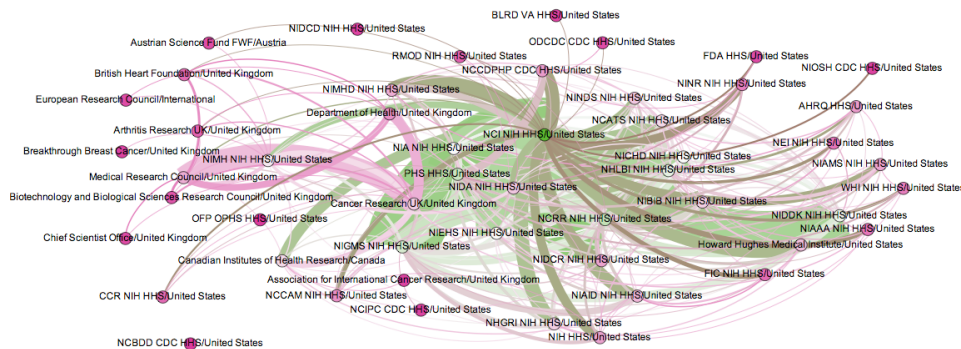 BLRD VA HHS/United States
NIDCD NIH HHS/United States
Austrian Science Fund FWF/Austria
ODCDC CDC HHS/United States
RMOD NIH HHS/United States
FDA HHS/United States
NIOSH CDC HHS/United States
British Heart Foundation/United Kingdom
NCCDPHP CDC HHS/United States
NIMHD NIH HHS/United States
NINR NIH HHS/United States
European Research Council/International
NINDS NIH HHS/United States
AHRQ HHS/United States
Department of Health/United Kingdom
NCATS NIH HHS/United States
Arthritis Research UK/United Kingdom
NCI NIH HHS/United States
NEI NIH HHS/United States
NIA NIH HHS/United States
Breakthrough Breast Cancer/United Kingdom
NIMH NIH HHS/United States
NICHD NIH HHS/United States
NHLBI NIH HHS/United States
NIAMS NIH HHS/United States
Medical Research Council/United Kingdom
PHS HHS/United States
NIDA NIH HHS/United States
WHI NIH HHS/United States
Biotechnology and Biological Sciences Research Council/United Kingdom
Cancer Research UK/United Kingdom
NIBIB NIH HHS/United States
OFP OPHS HHS/United States
NCRR NIH HHS/United States
NIDDK NIH HHS/United States
NIAAA NIH HHS/United States
Chief Scientist Office/United Kingdom
NIEHS NIH HHS/United States
NIGMS NIH HHS/United States
Howard Hughes Medical Institute/United States
Canadian Institutes of Health Research/Canada
NIDCR NIH HHS/United States
FIC NIH HHS/United States
Association for International Cancer Research/United Kingdom
CCR NIH HHS/United States
NCCAM NIH HHS/United States
NIAID NIH HHS/United States
NCIPC CDC HHS/United States
NHGRI NIH HHS/United States
NIH HHS/United States
NCBDD CDC HHS/United States